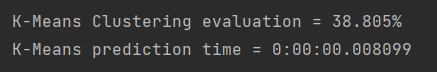 K-Means Clustering evaluation = 38.805%
K-Means prediction time = 0:00:00.008099